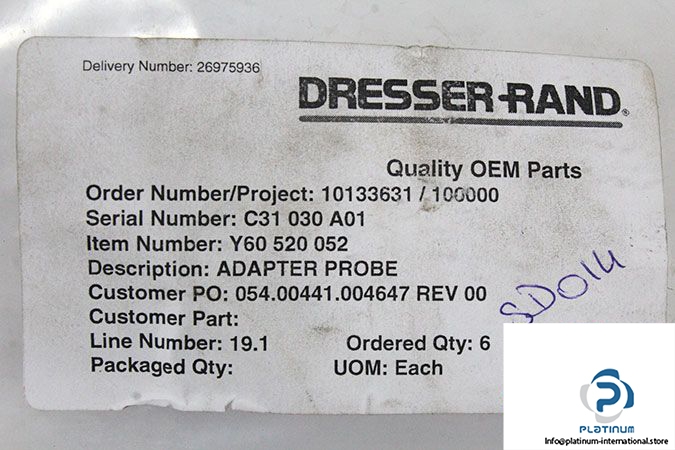 Delivery Number: 26975936
DRESSER-RAND®
Quality OEM Parts
Order Number/Project: 10133631 / 100000
Serial Number: C31 030 A01
Item Number: Y60 520 052
Description: ADAPTER PROBE
Customer PO: 054.00441.004647 REV 00
SD014
Customer Part:
Line Number: 19.1 Ordered Qty: 6
Packaged Qty: UOM: Each
PLATINUM
Info@platinum-international.store